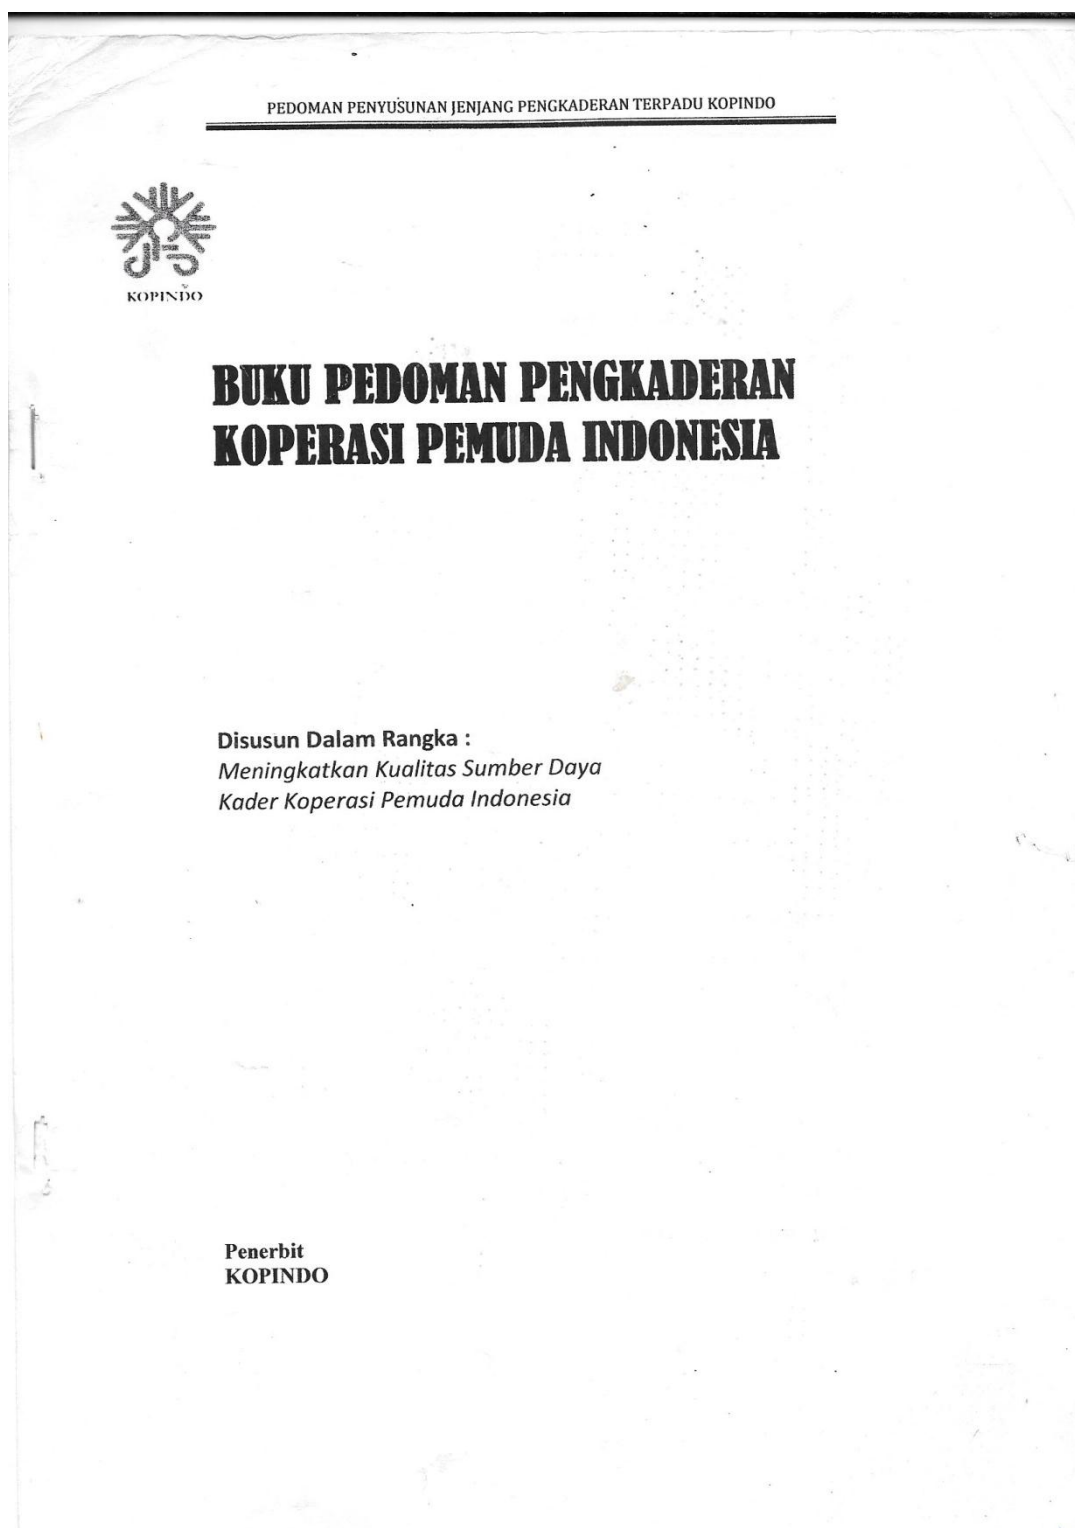 PEDOMAN PENYUSUNAN JENJANG PENGKADERAN TERPADU KOPINDO
KOPINDO
BUKU PEDOMAN PENGKADERAN
KOPERASI PEMUDA INDONESIA
Disusun Dalam Rangka :
Meningkatkan Kualitas Sumber Daya
Kader Koperasi Pemuda Indonesia
Penerbit
KOPINDO